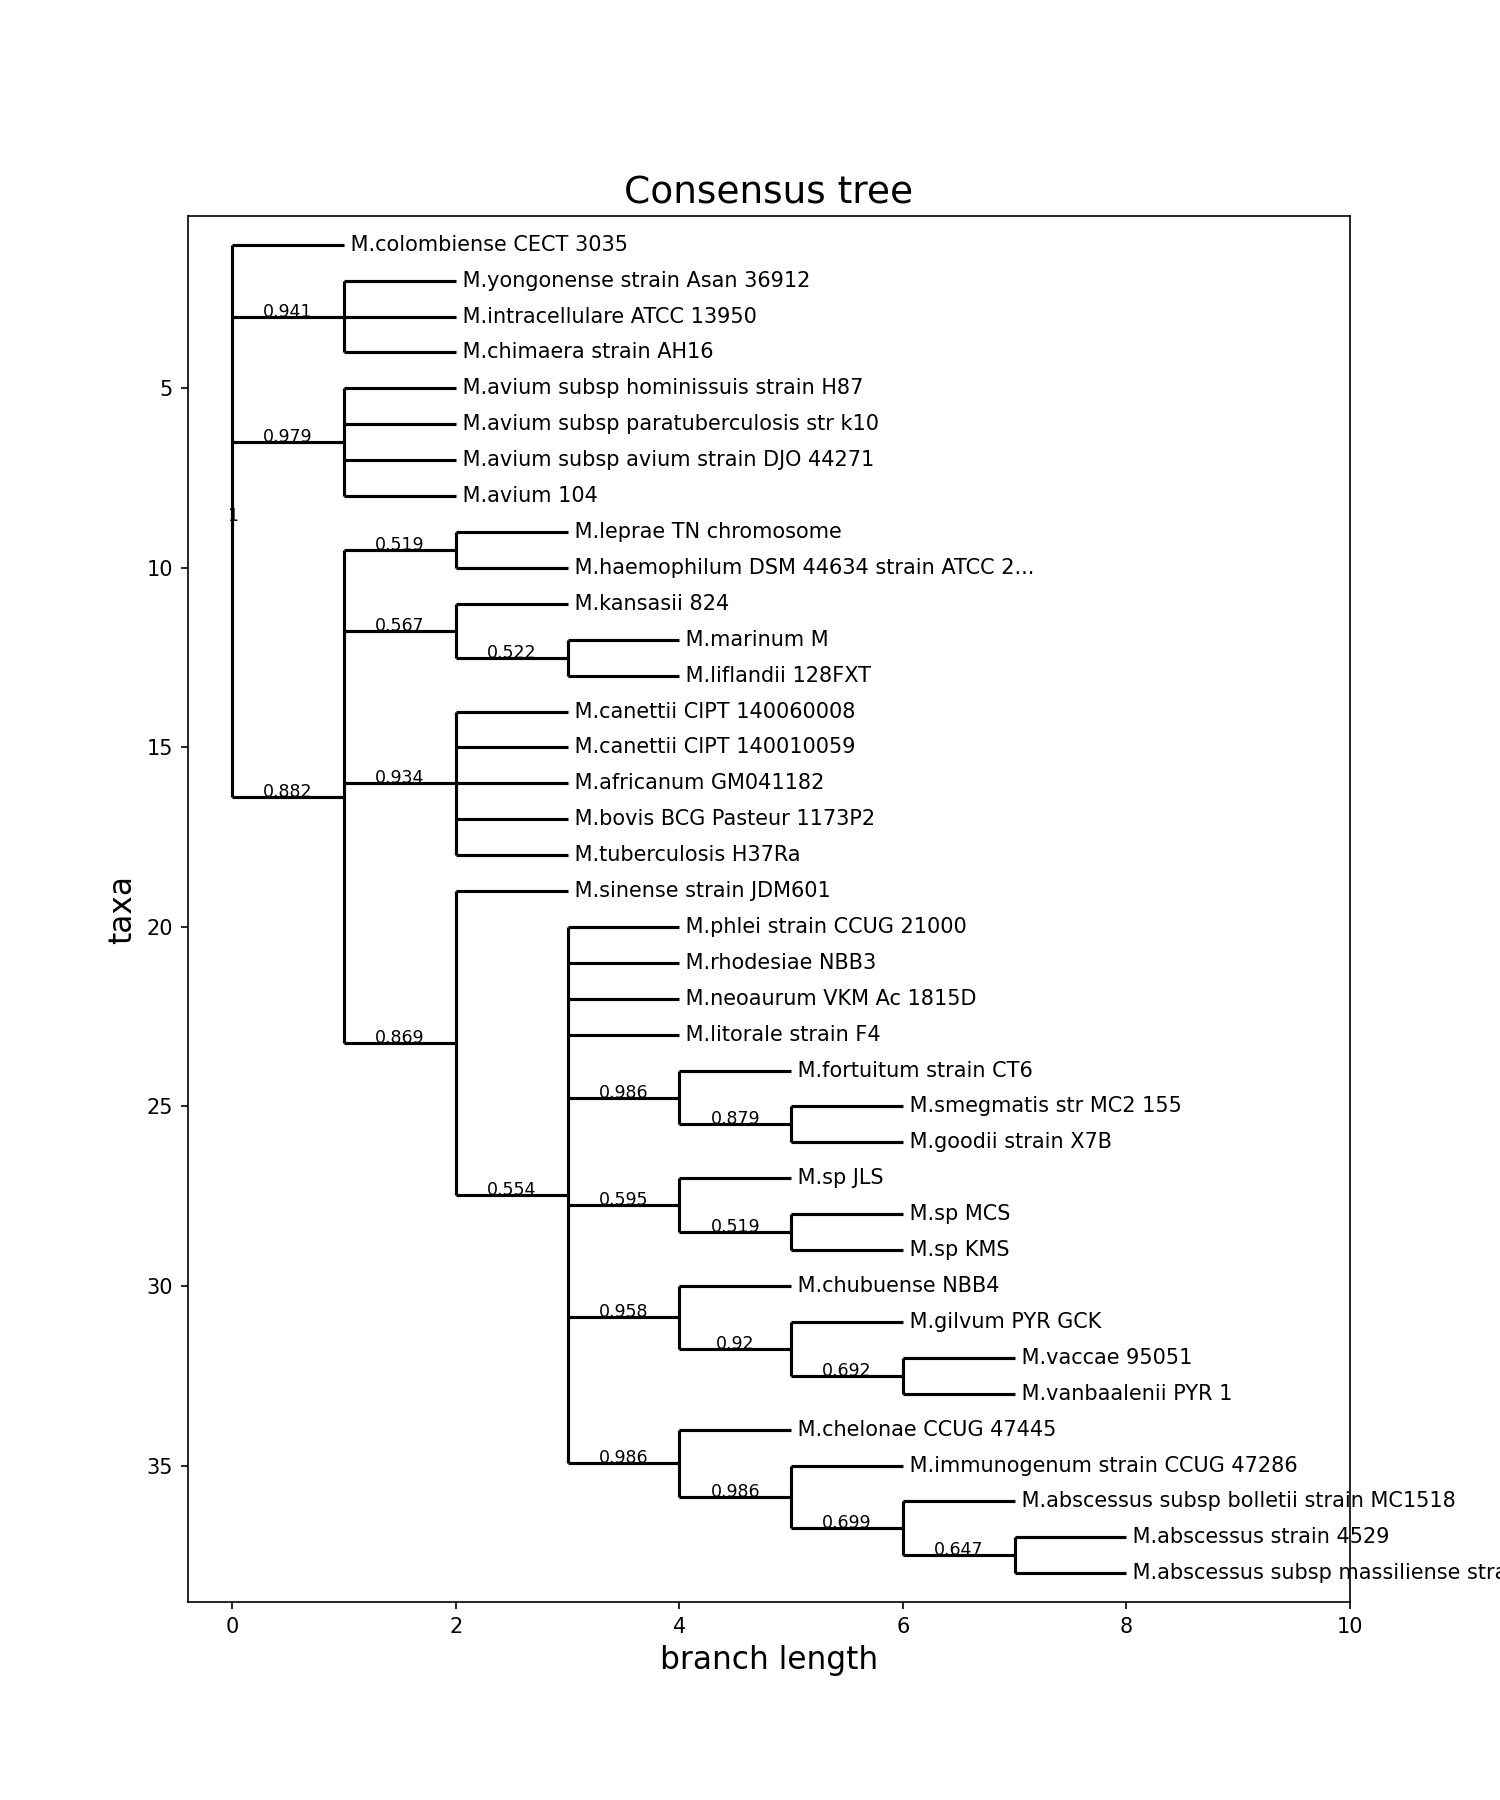 Consensus tree
M.colombiense CECT 3035
M.yongonense strain Asan 36912
0.941
M.intracellulare ATCC 13950
M.chimaera strain AH16
5
M.avium subsp hominissuis strain H87
M.avium subsp paratuberculosis str k10
0.979
M.avium subsp avium strain DJO 44271
M.avium 104
1
M.leprae TN chromosome
0.519
10
M.haemophilum DSM 44634 strain ATCC 2...
M.kansasii 824
0.567
M.marinum M
0.522
M.liflandii 128FXT
M.canettii CIPT 140060008
15
M.canettii CIPT 140010059
0.934
M.africanum GM041182
0.882
M.bovis BCG Pasteur 1173P2
M.tuberculosis H37Ra
M.sinense strain JDM601
taxa
20
M.phlei strain CCUG 21000
M.rhodesiae NBB3
M.neoaurum VKM Ac 1815D
M.litorale strain F4
0.869
M.fortuitum strain CT6
0.986
25
M.smegmatis str MC2 155
0.879
M.goodii strain X7B
M.sp JLS
0.554
0.595
M.sp MCS
0.519
M.sp KMS
30
M.chubuense NBB4
0.958
M.gilvum PYR GCK
0.92
M.vaccae 95051
0.692
M.vanbaalenii PYR 1
M.chelonae CCUG 47445
0.986
35
M.immunogenum strain CCUG 47286
0.986
M.abscessus subsp bolletii strain MC1518
0.699
M.abscessus strain 4529
0.647
M.abscessus subsp massiliense
0 2 4 6 8 10
branch length